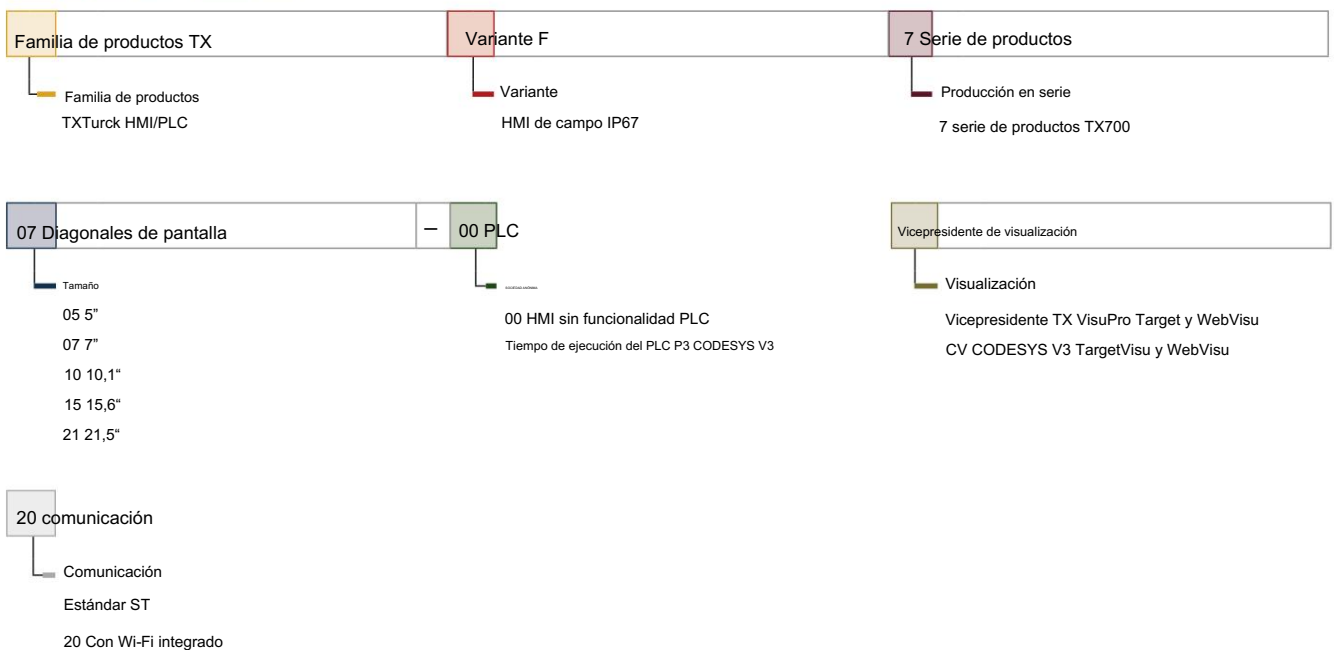 Familia de productos TX
Variante F
7 Serie de productos
Familia de productos
TXTurck HMI/PLC
Variante
HMI de campo IP67
Producción en serie
7 serie de productos TX700
07 Diagonales de pantalla
–
00 PLC
Vicepresidente de visualización
Tamaño
05 5”
07 7”
10 10,1“
15 15,6“
21 21,5“
00 HMI sin funcionalidad PLC
Tiempo de ejecución del PLC P3 CODESYS V3
Visualización
Vicepresidente TX VisuPro Target y WebVisu
CV CODESYS V3 TargetVisu y WebVisu
20 comunicación
Comunicación
Estándar ST
20 Con Wi-Fi integrado